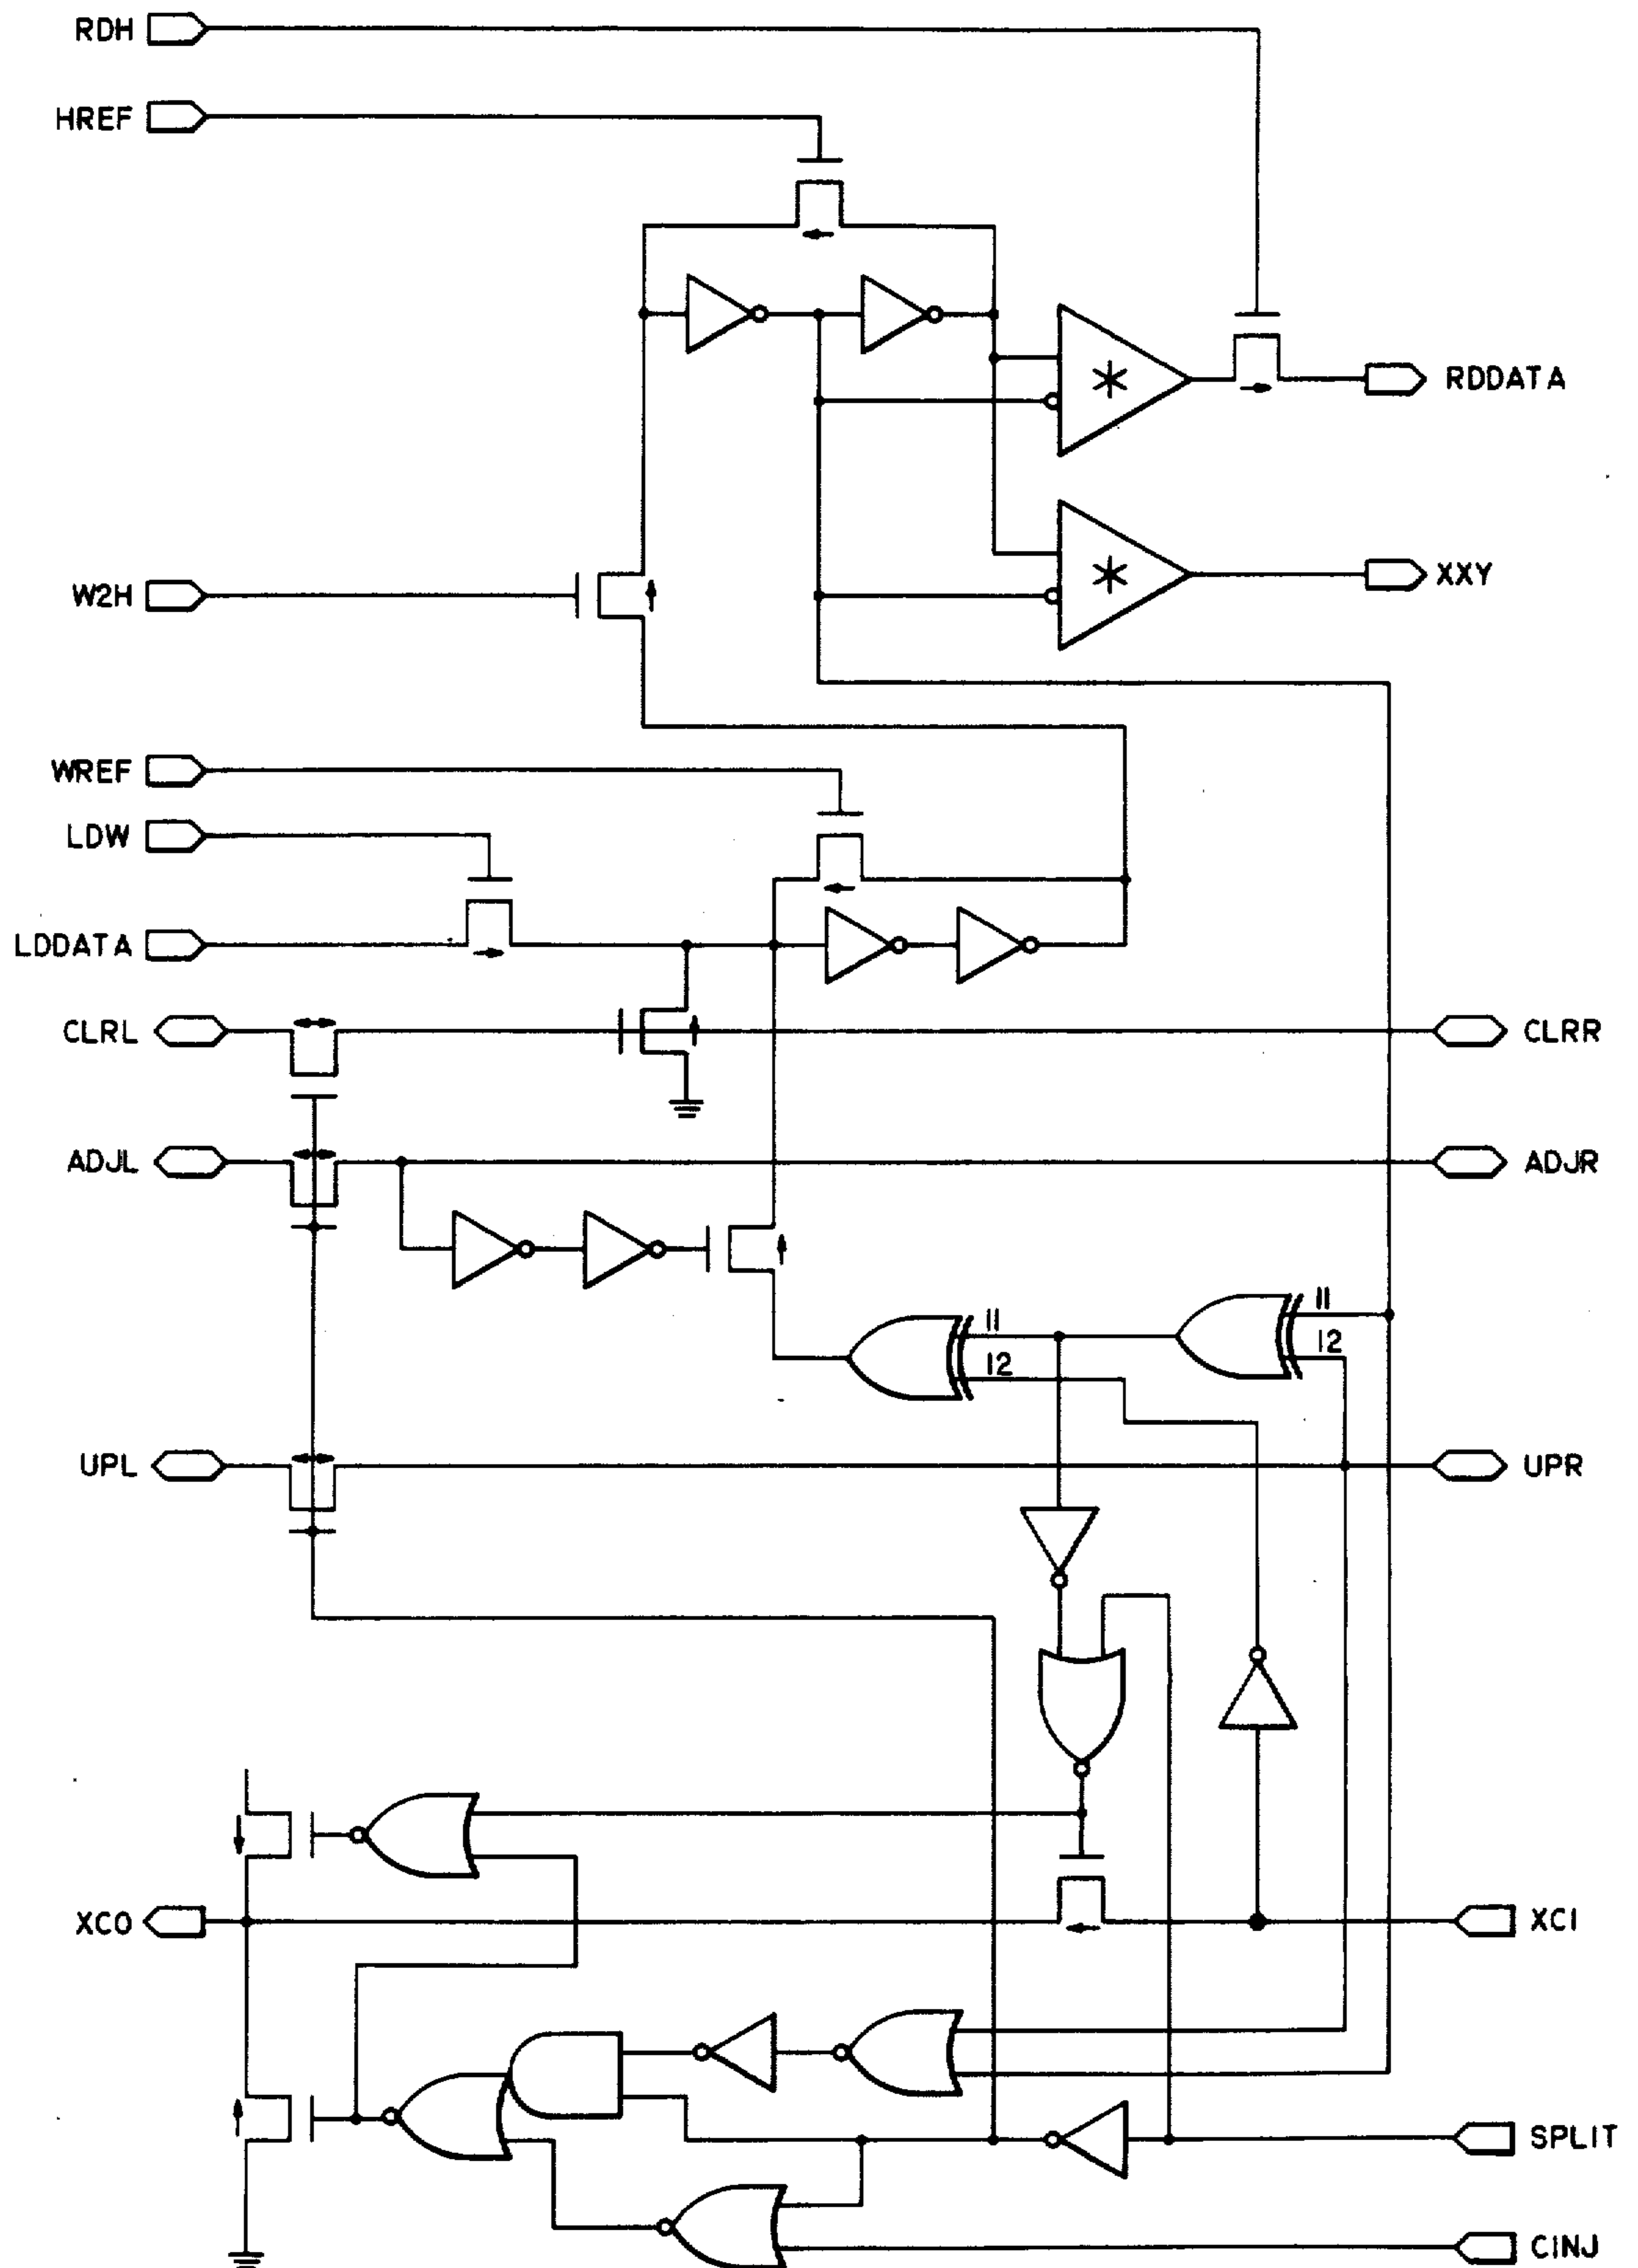 RDH
HREF
RDDATA
XXY
W2H
WREF
LDW
LDDATA
CLRL
CLRR
ADJL
ADJR
I1
I2
I1
I2
UPL
UPR
XCO
XCI
SPLIT
CINJ